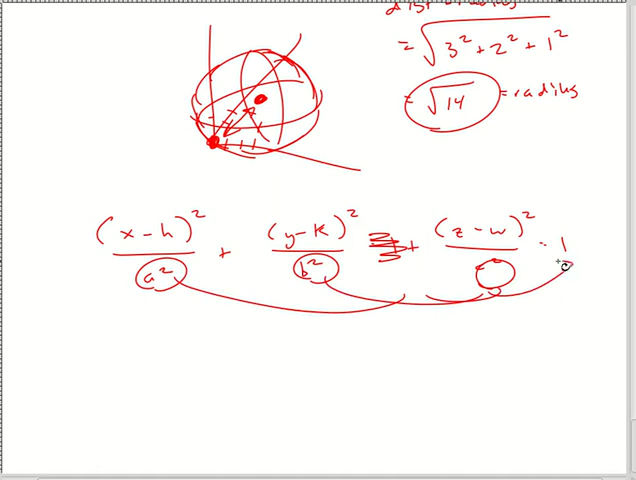 = √3² + 2² + 1²
= √14 = radius
(x-h)² / a² + (y-k)² / b² + (z-w)² / c² = 1